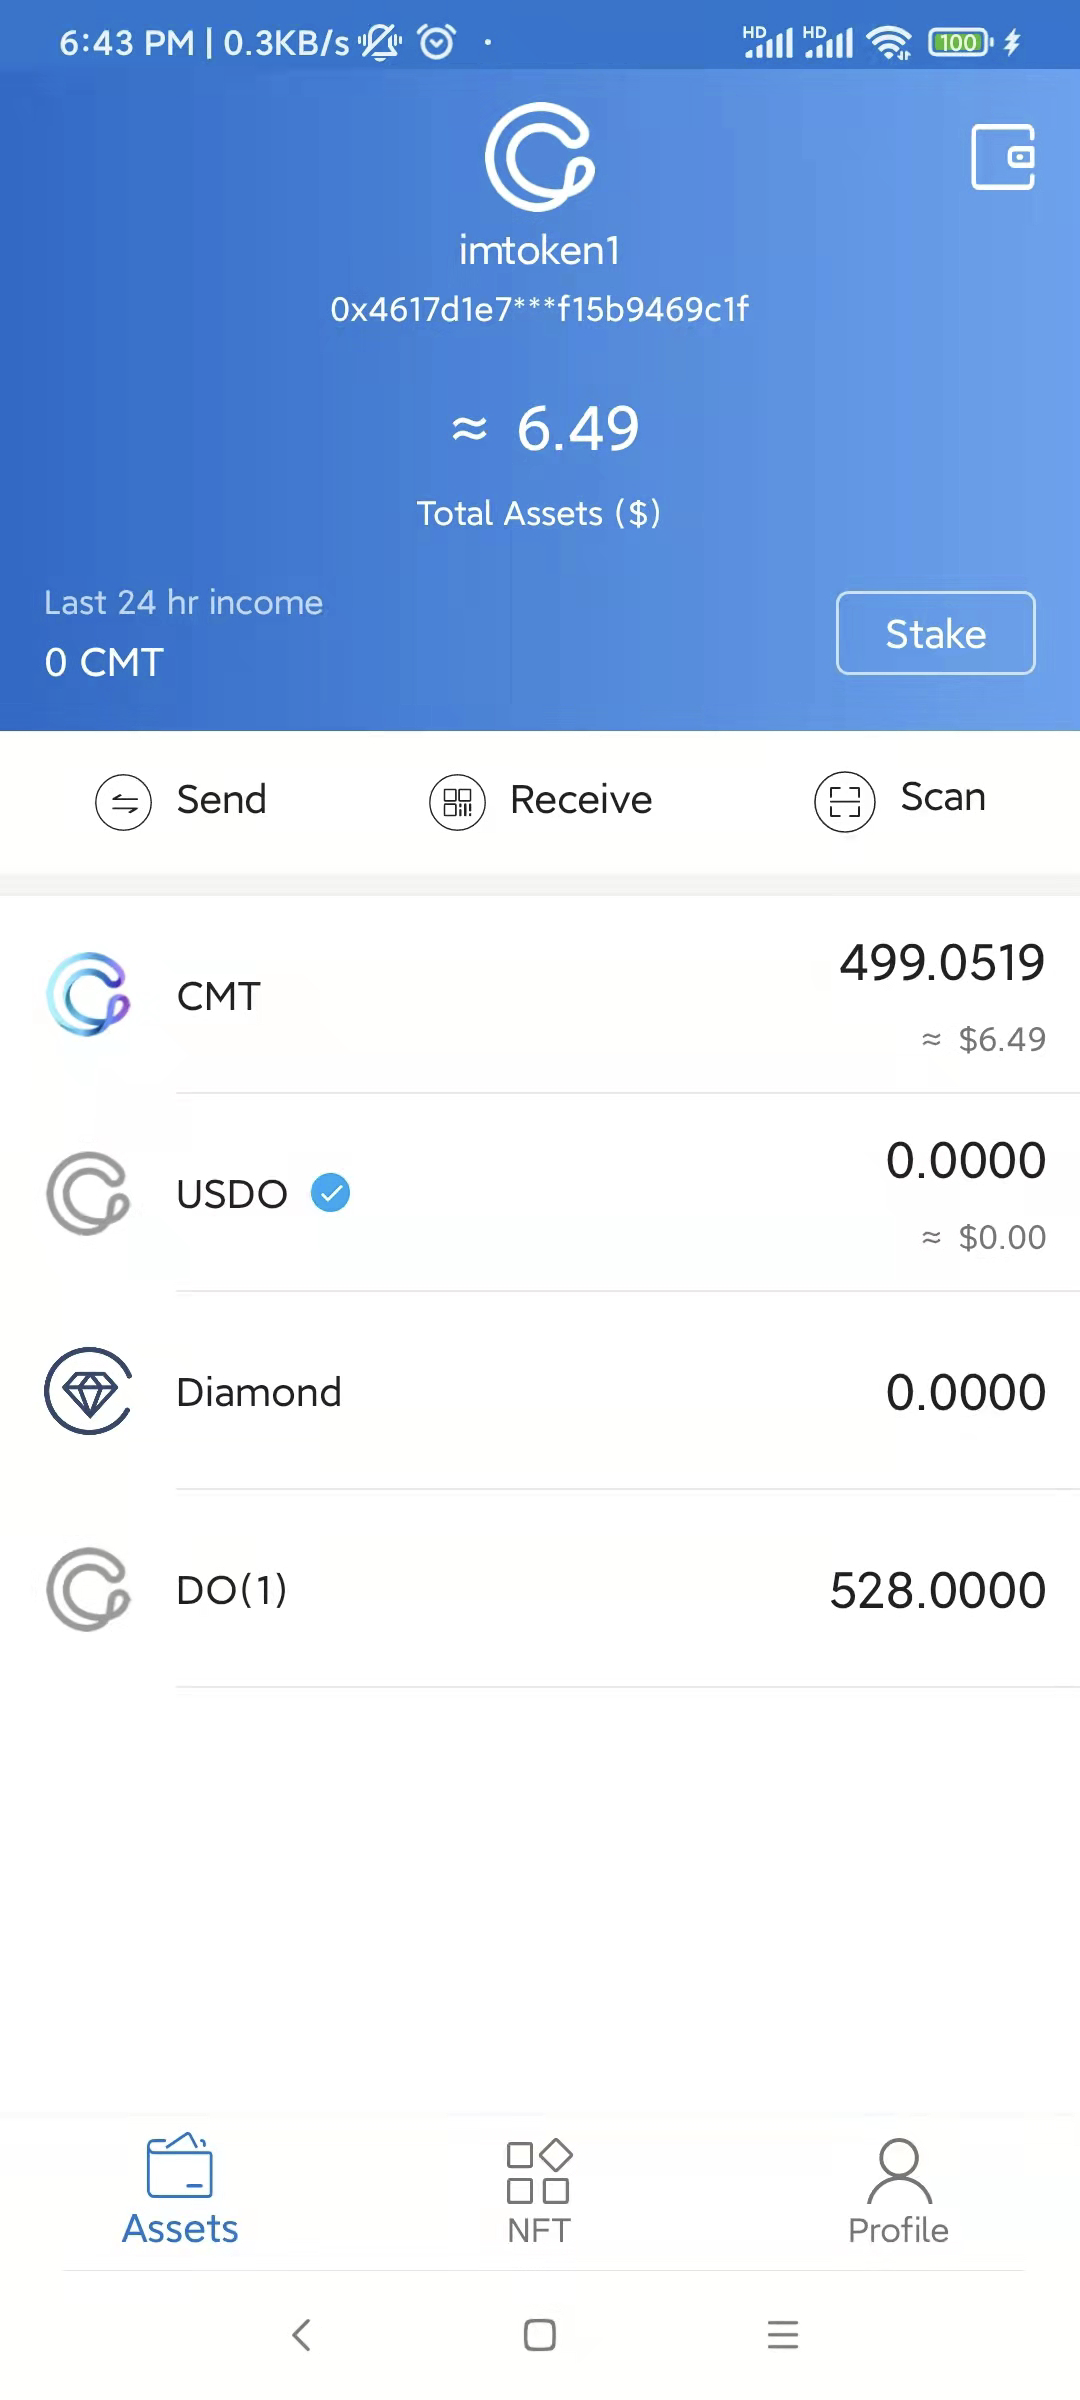 6:43 PM | 0.3KB/s HD HD 100
imtoken1
0x4617d1e7***f15b9469c1f
≈ 6.49
Total Assets ($)
Last 24 hr income
0 CMT
Stake
Send Receive Scan
CMT 499.0519
≈ $6.49
USDO 0.0000
≈ $0.00
Diamond 0.0000
DO(1) 528.0000
Assets NFT Profile